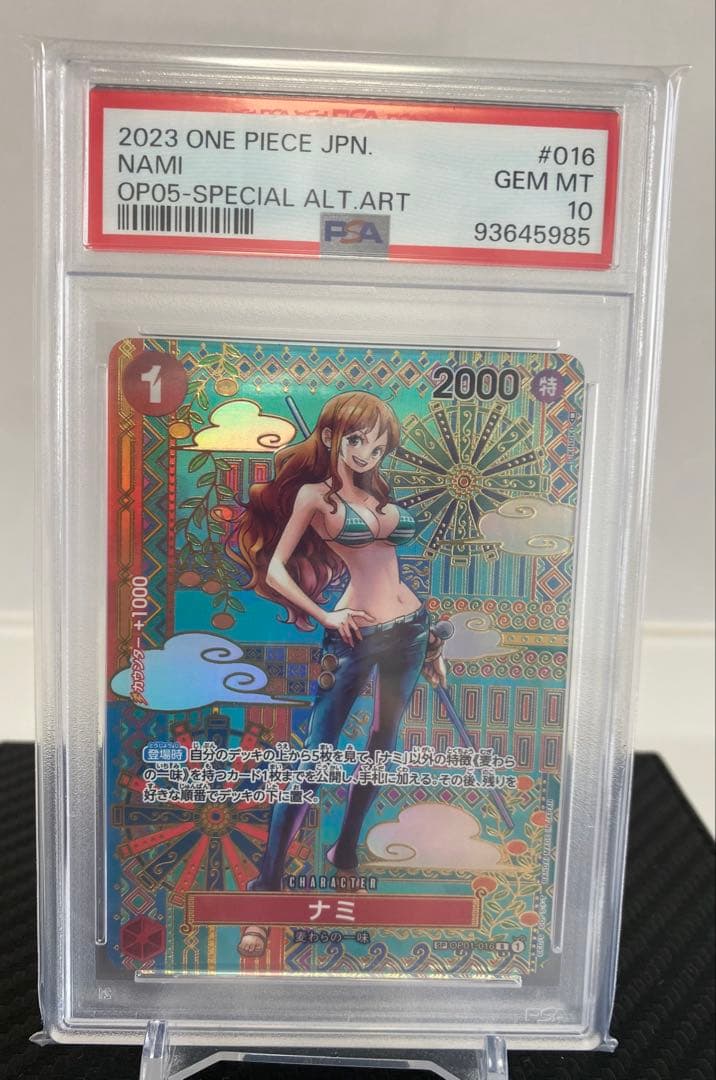 2023 ONE PIECE JPN.
#016
NAMI
GEM MT
OP05-SPECIAL ALT.ART
10
PSA
93645985
1
2000
特
カウンター +1000
登場時 自分のデッキの上から5枚を見て、「ナミ」以外の特徴《麦わら
の一味》を持つカード1枚までを公開し、手札に加える。その後、残りを
好きな順番でデッキの下に置く。
CHARACTER
ナミ
麦わらの一味
SP OP01-016 R 1
PSA